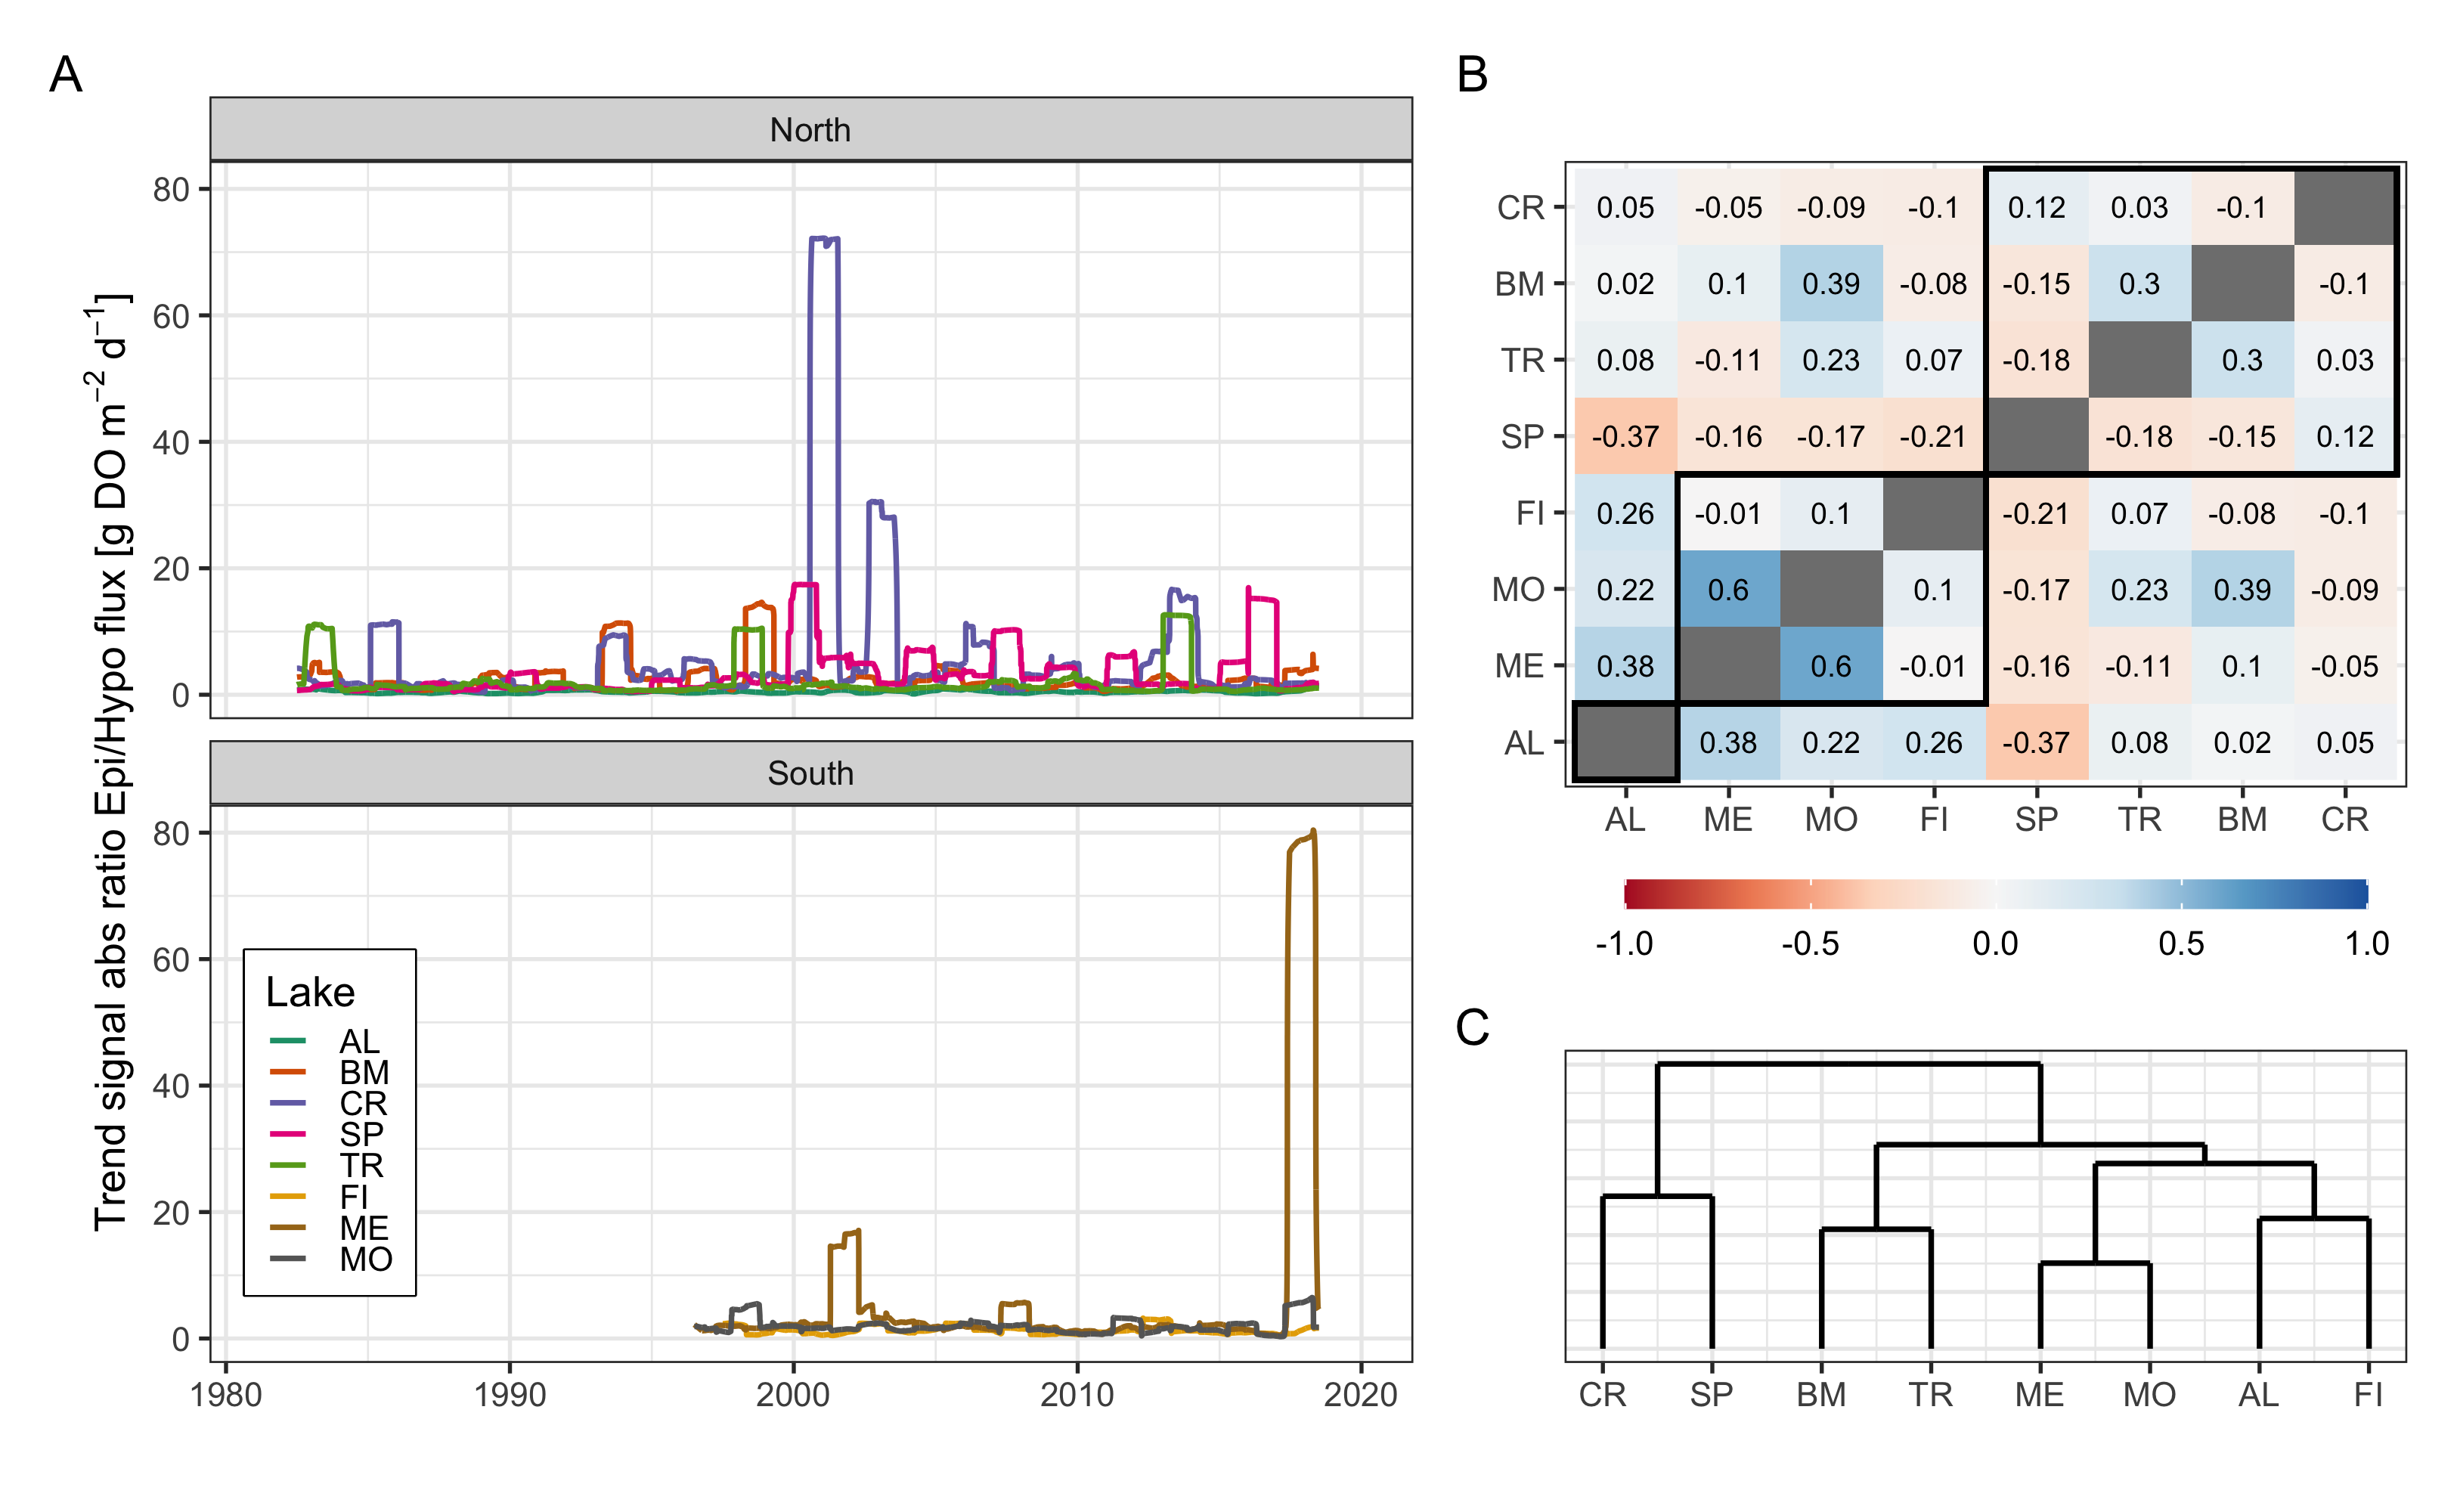 A
North
80
60
40
20
0
South
80
60
40
20
0
Trend signal abs ratio Epi/Hypo flux [g DO m−2 d−1]
Lake
AL
BM
CR
SP
TR
FI
ME
MO
1980 1990 2000 2010 2020
B
CR 0.05 -0.05 -0.09 -0.1 0.12 0.03 -0.1
BM 0.02 0.1 0.39 -0.08 -0.15 0.3 -0.1
TR 0.08 -0.11 0.23 0.07 -0.18 0.3 0.03
SP -0.37 -0.16 -0.17 -0.21 -0.18 -0.15 0.12
FI 0.26 -0.01 0.1 -0.21 0.07 -0.08 -0.1
MO 0.22 0.6 0.1 -0.17 0.23 0.39 -0.09
ME 0.38 0.6 -0.01 -0.16 -0.11 0.1 -0.05
AL 0.38 0.22 0.26 -0.37 0.08 0.02 0.05
AL ME MO FI SP TR BM CR
-1.0 -0.5 0.0 0.5 1.0
C
CR SP BM TR ME MO AL FI